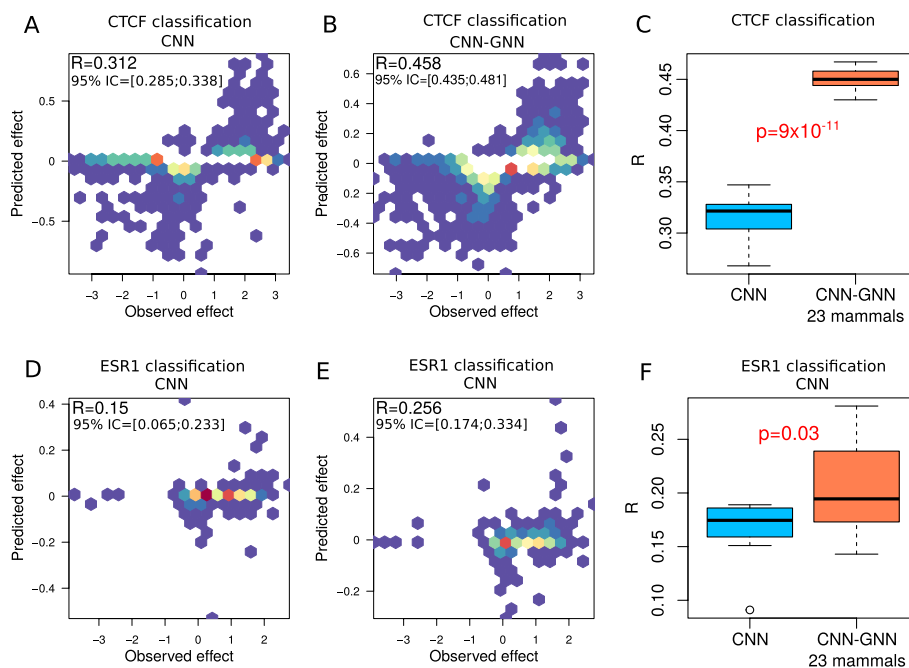 A
CTCF classification
CNN
R=0.312
95% IC=[0.285;0.338]
Predicted effect
0.5
0
−0.5
−3 −2 −1 0 1 2 3
Observed effect
B
CTCF classification
CNN-GNN
R=0.458
95% IC=[0.435;0.481]
Predicted effect
0.6
0.4
0.2
0
−0.2
−0.4
−0.6
−3 −2 −1 0 1 2 3
Observed effect
C
CTCF classification
R
0.45
0.40
0.35
0.30
p=9x10-11
CNN
CNN-GNN
23 mammals
D
ESR1 classification
CNN
R=0.15
95% IC=[0.065;0.233]
Predicted effect
0.4
0.2
0
−0.2
−0.4
−3 −2 −1 0 1 2
Observed effect
E
ESR1 classification
CNN
R=0.256
95% IC=[0.174;0.334]
Predicted effect
0.4
0.2
0
−0.2
−3 −2 −1 0 1 2
Observed effect
F
ESR1 classification
CNN
R
0.25
0.20
0.15
0.10
p=0.03
CNN
CNN-GNN
23 mammals